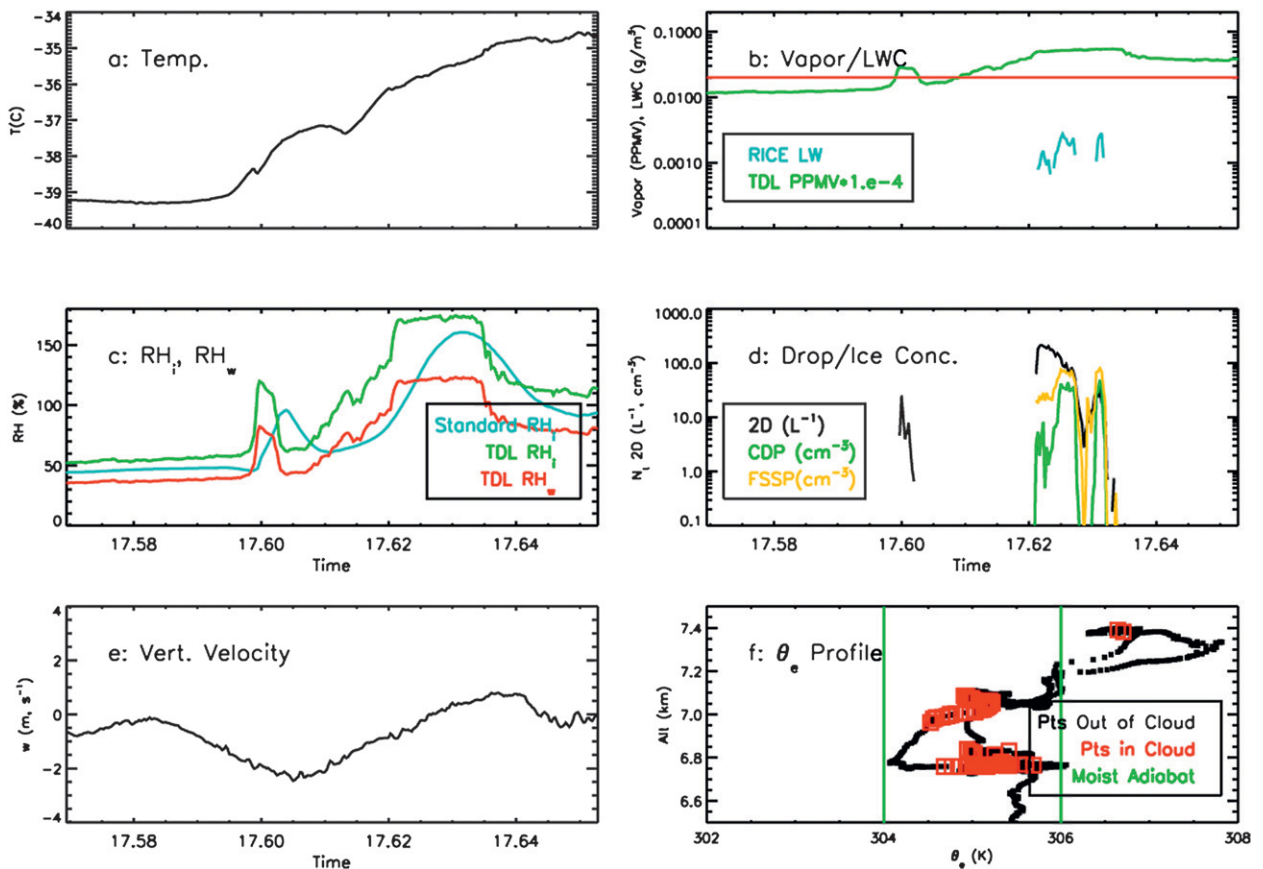 a: Temp.
T(C)
-34
-35
-36
-37
-38
-39
-40
b: Vapor/LWC
Vapor (PPMV), LWC (g/m³)
0.1000
0.0100
0.0010
0.0001
RICE LW
TDL PPMV*1.e-4
c: RHᵢ, RH_w
RH (%)
150
100
50
0
Standard RHᵢ
TDL RHᵢ
TDL RH_w
17.58 17.60 17.62 17.64
Time
d: Drop/Ice Conc.
Nᵢ 2D (L⁻¹, cm⁻³)
1000.0
100.0
10.0
1.0
0.1
2D (L⁻¹)
CDP (cm⁻³)
FSSP(cm⁻³)
17.58 17.60 17.62 17.64
Time
e: Vert. Velocity
w (m, s⁻¹)
4
2
0
-2
-4
17.58 17.60 17.62 17.64
Time
f: θₑ Profile
Alt (km)
7.4
7.2
7.0
6.8
6.6
Pts Out of Cloud
Pts in Cloud
Moist Adiabat
302 304 306 308
θₑ (K)